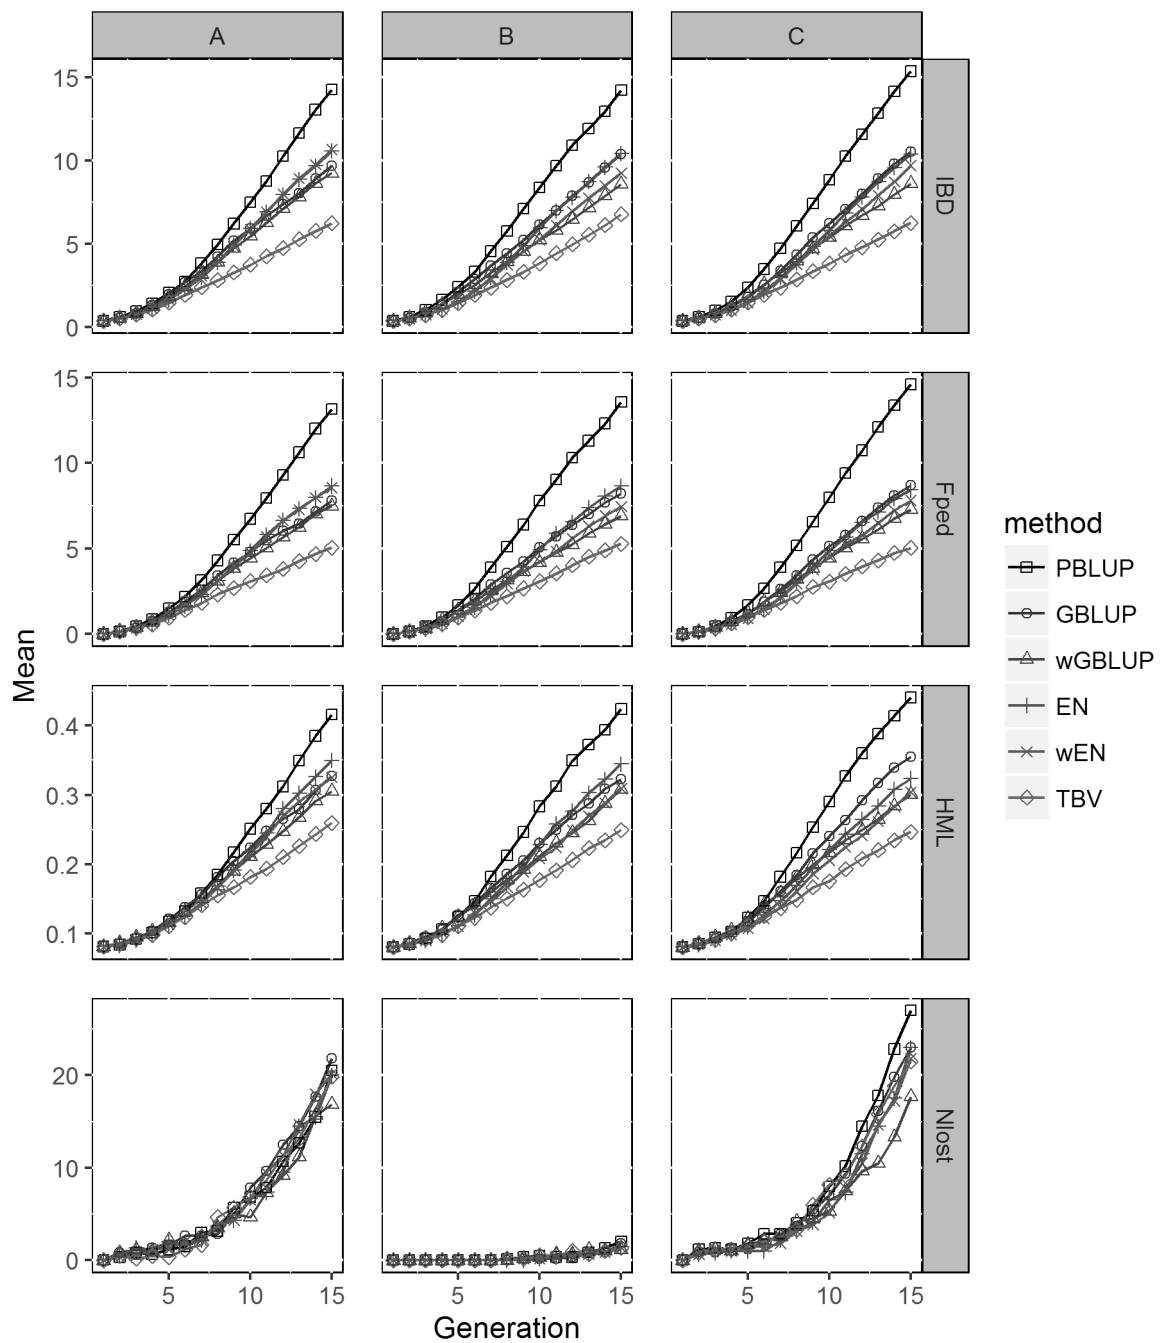 A
B
C
15
10
5
0
IBD
15
10
5
0
Fped
Mean
0.4
0.3
0.2
0.1
HML
20
10
0
Nlost
5 10 15 5 10 15 5 10 15
Generation
method
PBLUP
GBLUP
wGBLUP
EN
wEN
TBV